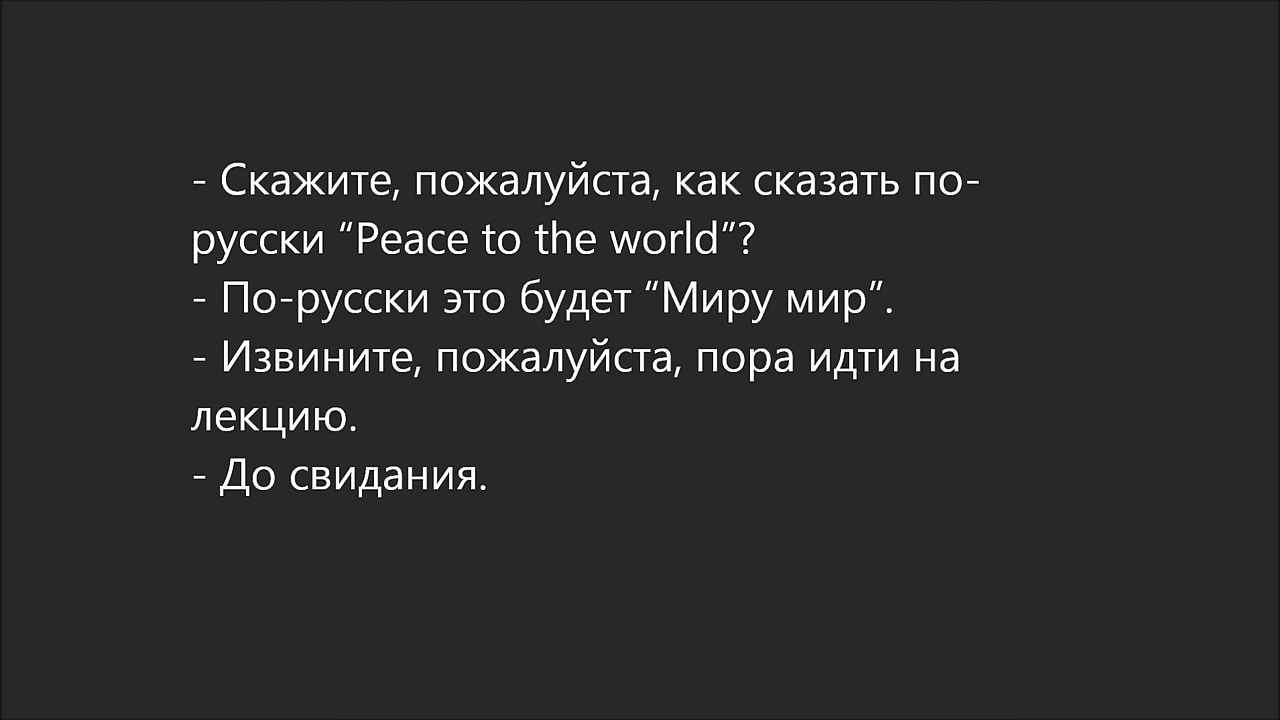 - Скажите, пожалуйста, как сказать по-
русски “Peace to the world”?
- По-русски это будет “Миру мир”.
- Извините, пожалуйста, пора идти на
лекцию.
- До свидания.